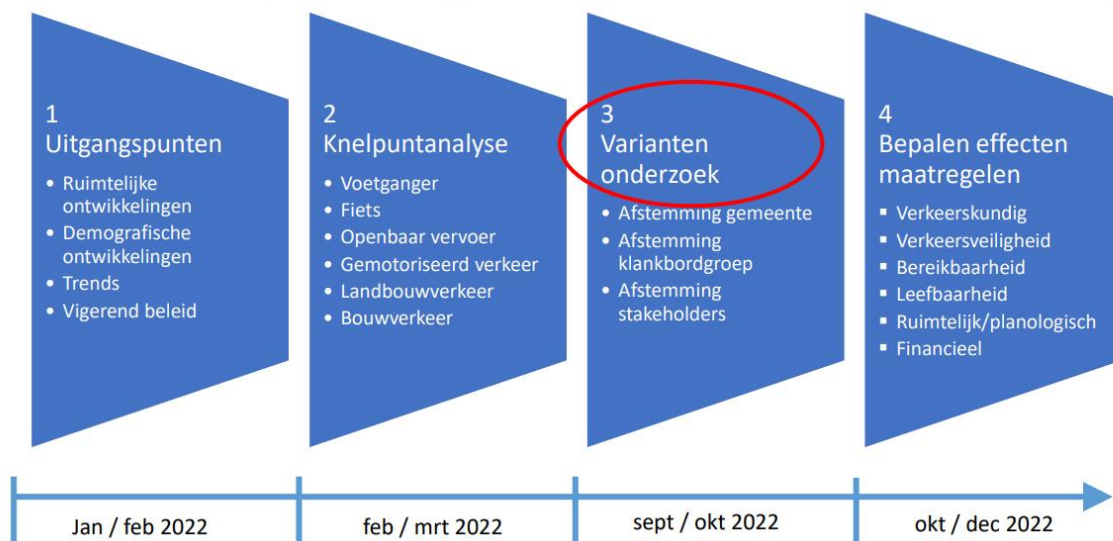 1
Uitgangspunten
• Ruimtelijke
ontwikkelingen
• Demografische
ontwikkelingen
• Trends
• Vigerend beleid
2
Knelpuntanalyse
• Voetganger
• Fiets
• Openbaar vervoer
• Gemotoriseerd verkeer
• Landbouwverkeer
• Bouwverkeer
3
Varianten
onderzoek
• Afstemming gemeente
• Afstemming
klankbordgroep
• Afstemming
stakeholders
4
Bepalen effecten
maatregelen
▪ Verkeerskundig
▪ Verkeersveiligheid
▪ Bereikbaarheid
▪ Leefbaarheid
▪ Ruimtelijk/planologisch
▪ Financieel
Jan / feb 2022
feb / mrt 2022
sept / okt 2022
okt / dec 2022